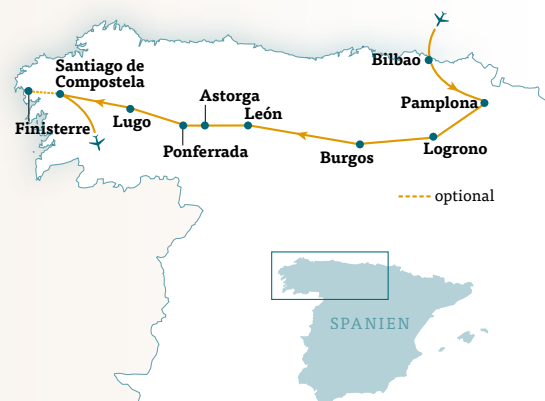 Bilbao
Santiago de
Compostela
Pamplona
Astorga
León
Finisterre
Lugo
Ponferrada
Burgos
Logrono
optional
SPANIEN